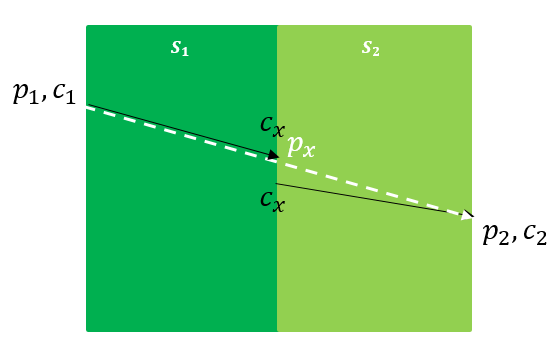 s₁ s₂
p₁, c₁
cₓ
pₓ
cₓ
p₂, c₂